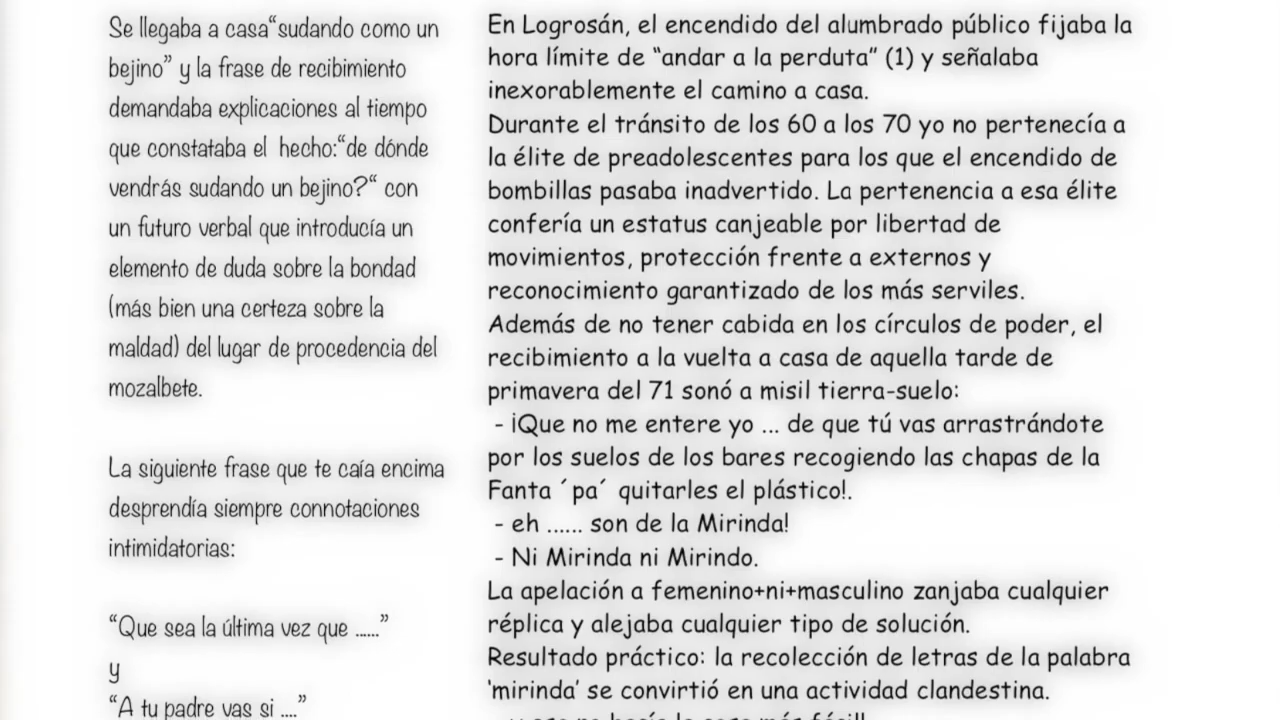 Se llegaba a casa“sudando como un
bejino” y la frase de recibimiento
demandaba explicaciones al tiempo
que constataba el hecho:“de dónde
vendrás sudando un bejino?“ con
un futuro verbal que introducía un
elemento de duda sobre la bondad
(más bien una certeza sobre la
maldad) del lugar de procedencia del
mozalbete.
La siguiente frase que te caía encima
desprendía siempre connotaciones
intimidatorias:
“Que sea la última vez que ......”
y
“A tu padre vas si ....”
En Logrosán, el encendido del alumbrado público fijaba la
hora límite de “andar a la perduta” (1) y señalaba
inexorablemente el camino a casa.
Durante el tránsito de los 60 a los 70 yo no pertenecía a
la élite de preadolescentes para los que el encendido de
bombillas pasaba inadvertido. La pertenencia a esa élite
confería un estatus canjeable por libertad de
movimientos, protección frente a externos y
reconocimiento garantizado de los más serviles.
Además de no tener cabida en los círculos de poder, el
recibimiento a la vuelta a casa de aquella tarde de
primavera del 71 sonó a misil tierra-suelo:
- ¡Que no me entere yo ... de que tú vas arrastrándote
por los suelos de los bares recogiendo las chapas de la
Fanta ´pa´ quitarles el plástico!.
- eh ...... son de la Mirinda!
- Ni Mirinda ni Mirindo.
La apelación a femenino+ni+masculino zanjaba cualquier
réplica y alejaba cualquier tipo de solución.
Resultado práctico: la recolección de letras de la palabra
‘mirinda’ se convirtió en una actividad clandestina.